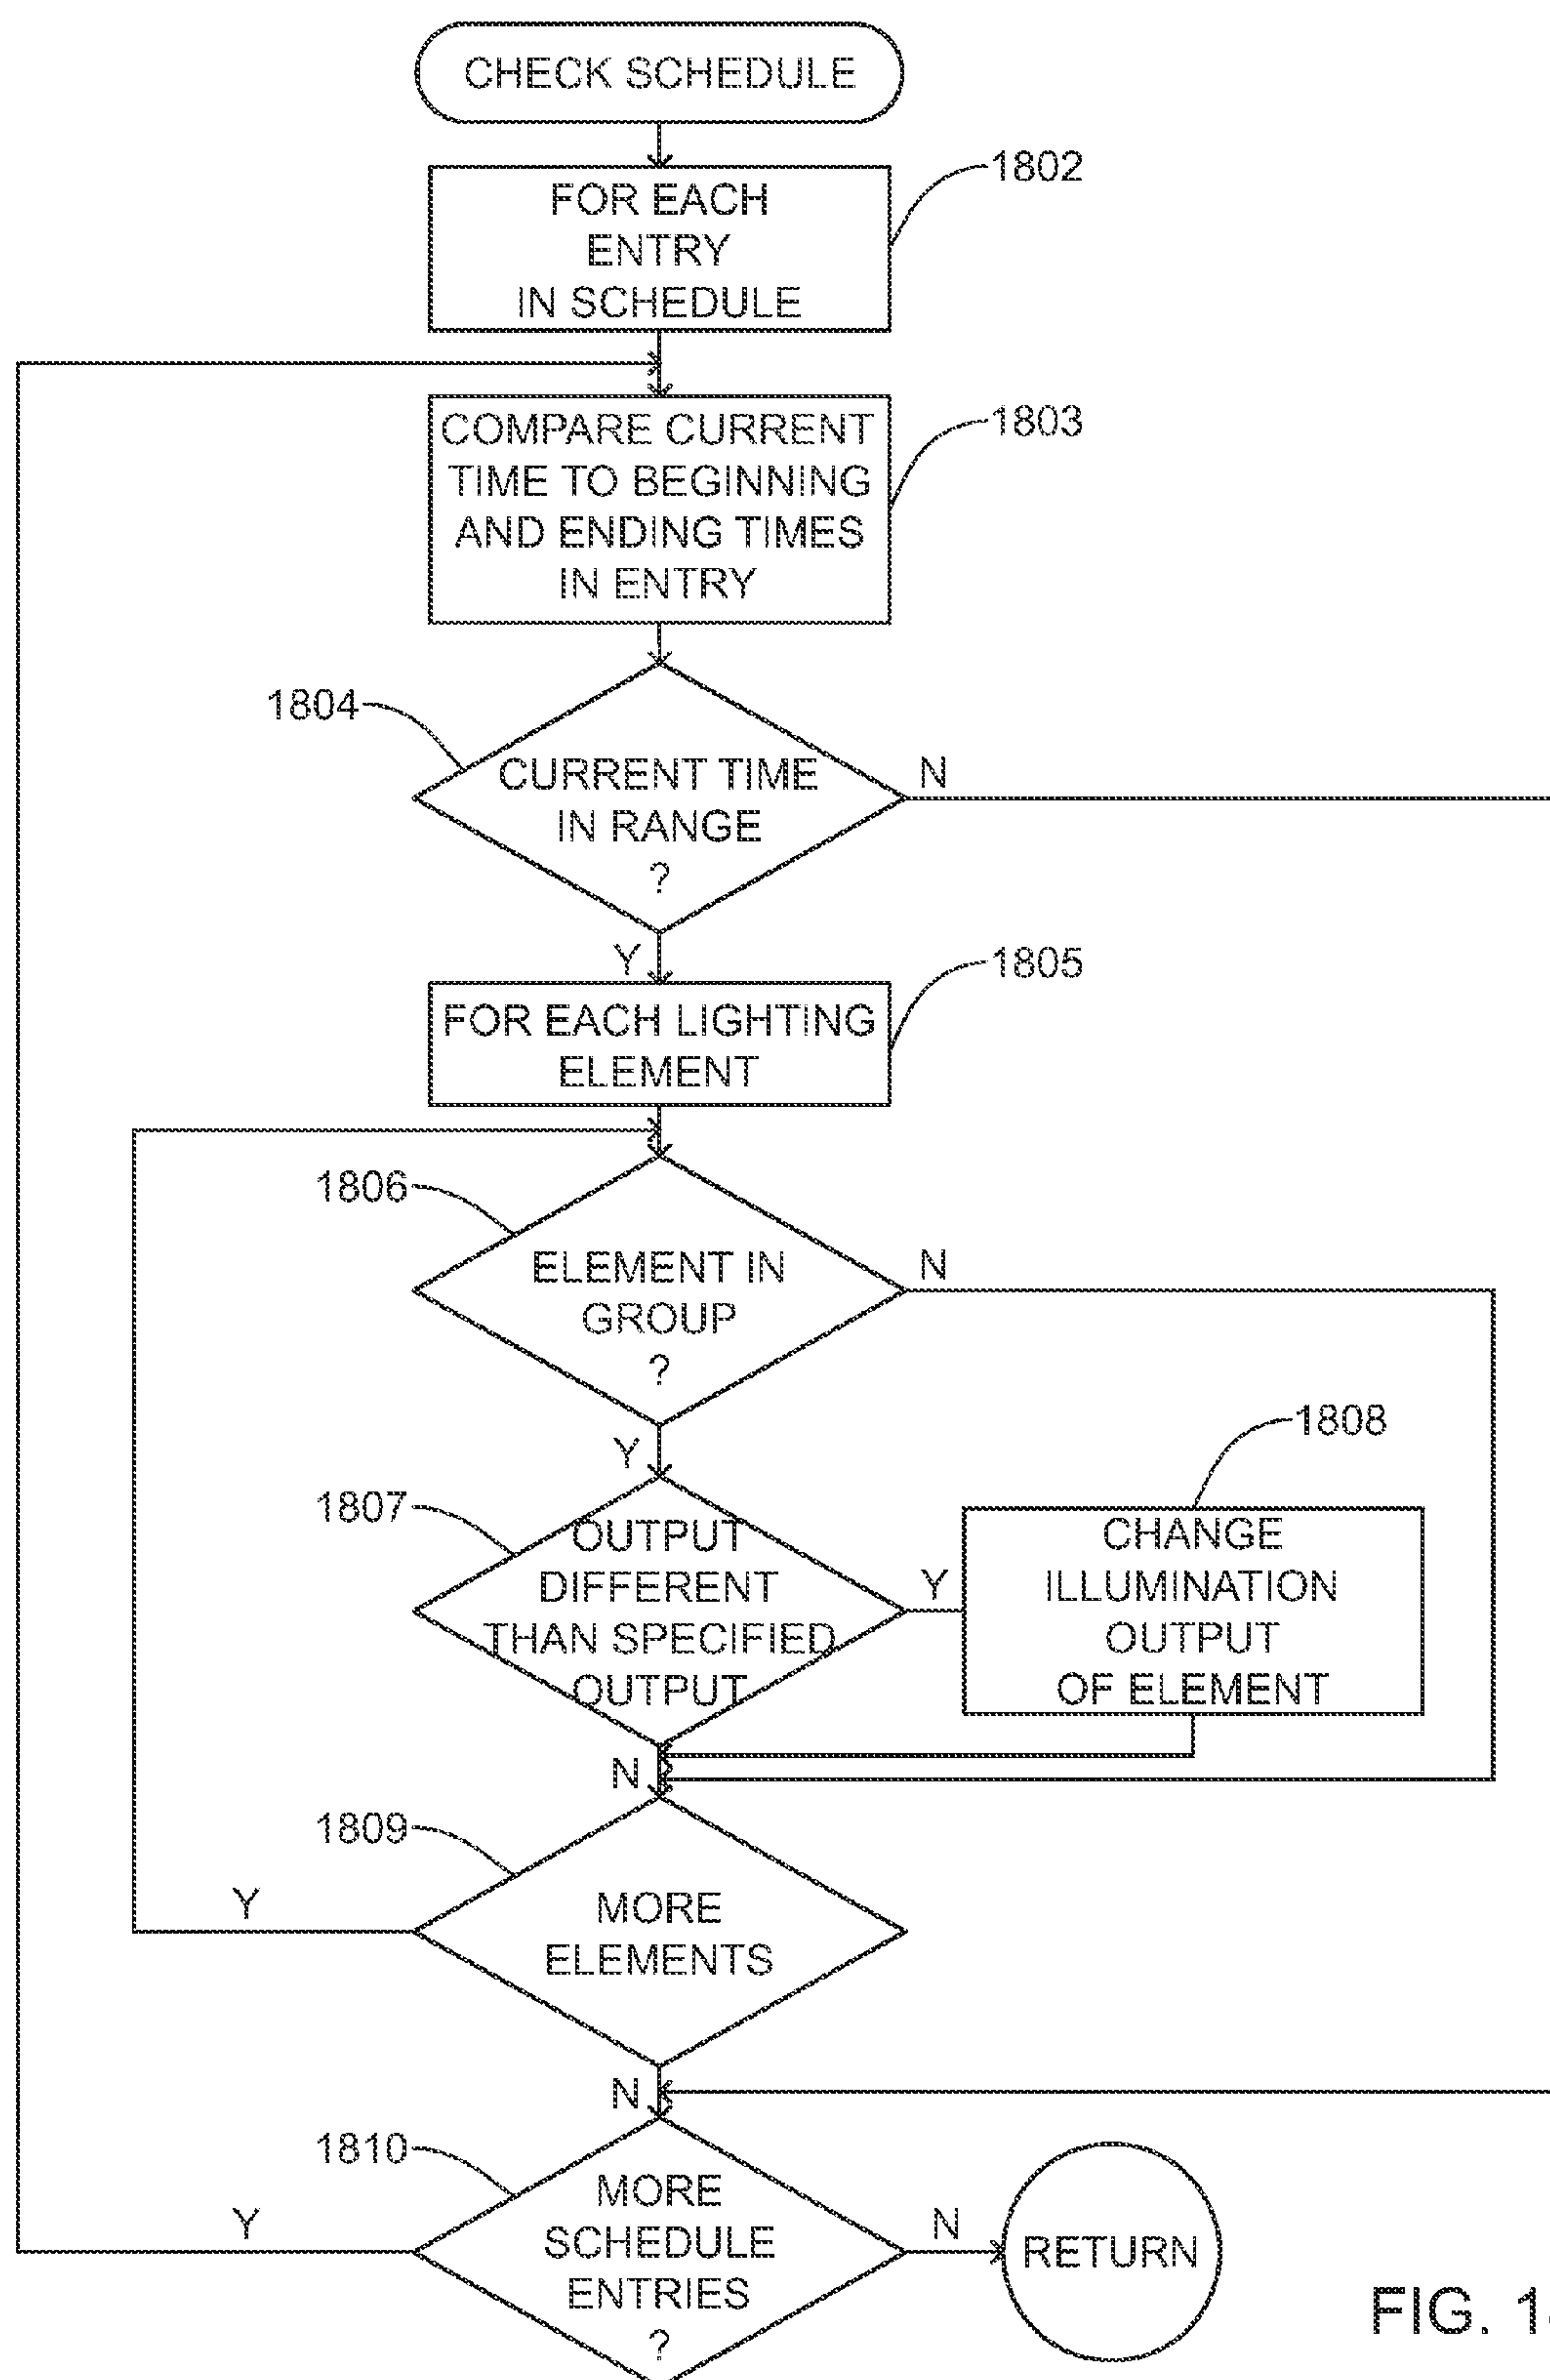 CHECK SCHEDULE
1802
FOR EACH
ENTRY
IN SCHEDULE
1803
COMPARE CURRENT
TIME TO BEGINNING
AND ENDING TIMES
IN ENTRY
1804
CURRENT TIME
IN RANGE
?
N
Y
1805
FOR EACH LIGHTING
ELEMENT
1806
ELEMENT IN
GROUP
?
N
Y
1807
OUTPUT
DIFFERENT
THAN SPECIFIED
OUTPUT
Y
1808
CHANGE
ILLUMINATION
OUTPUT
OF ELEMENT
N
1809
MORE
ELEMENTS
Y
N
1810
MORE
SCHEDULE
ENTRIES
?
Y
N
RETURN
FIG.